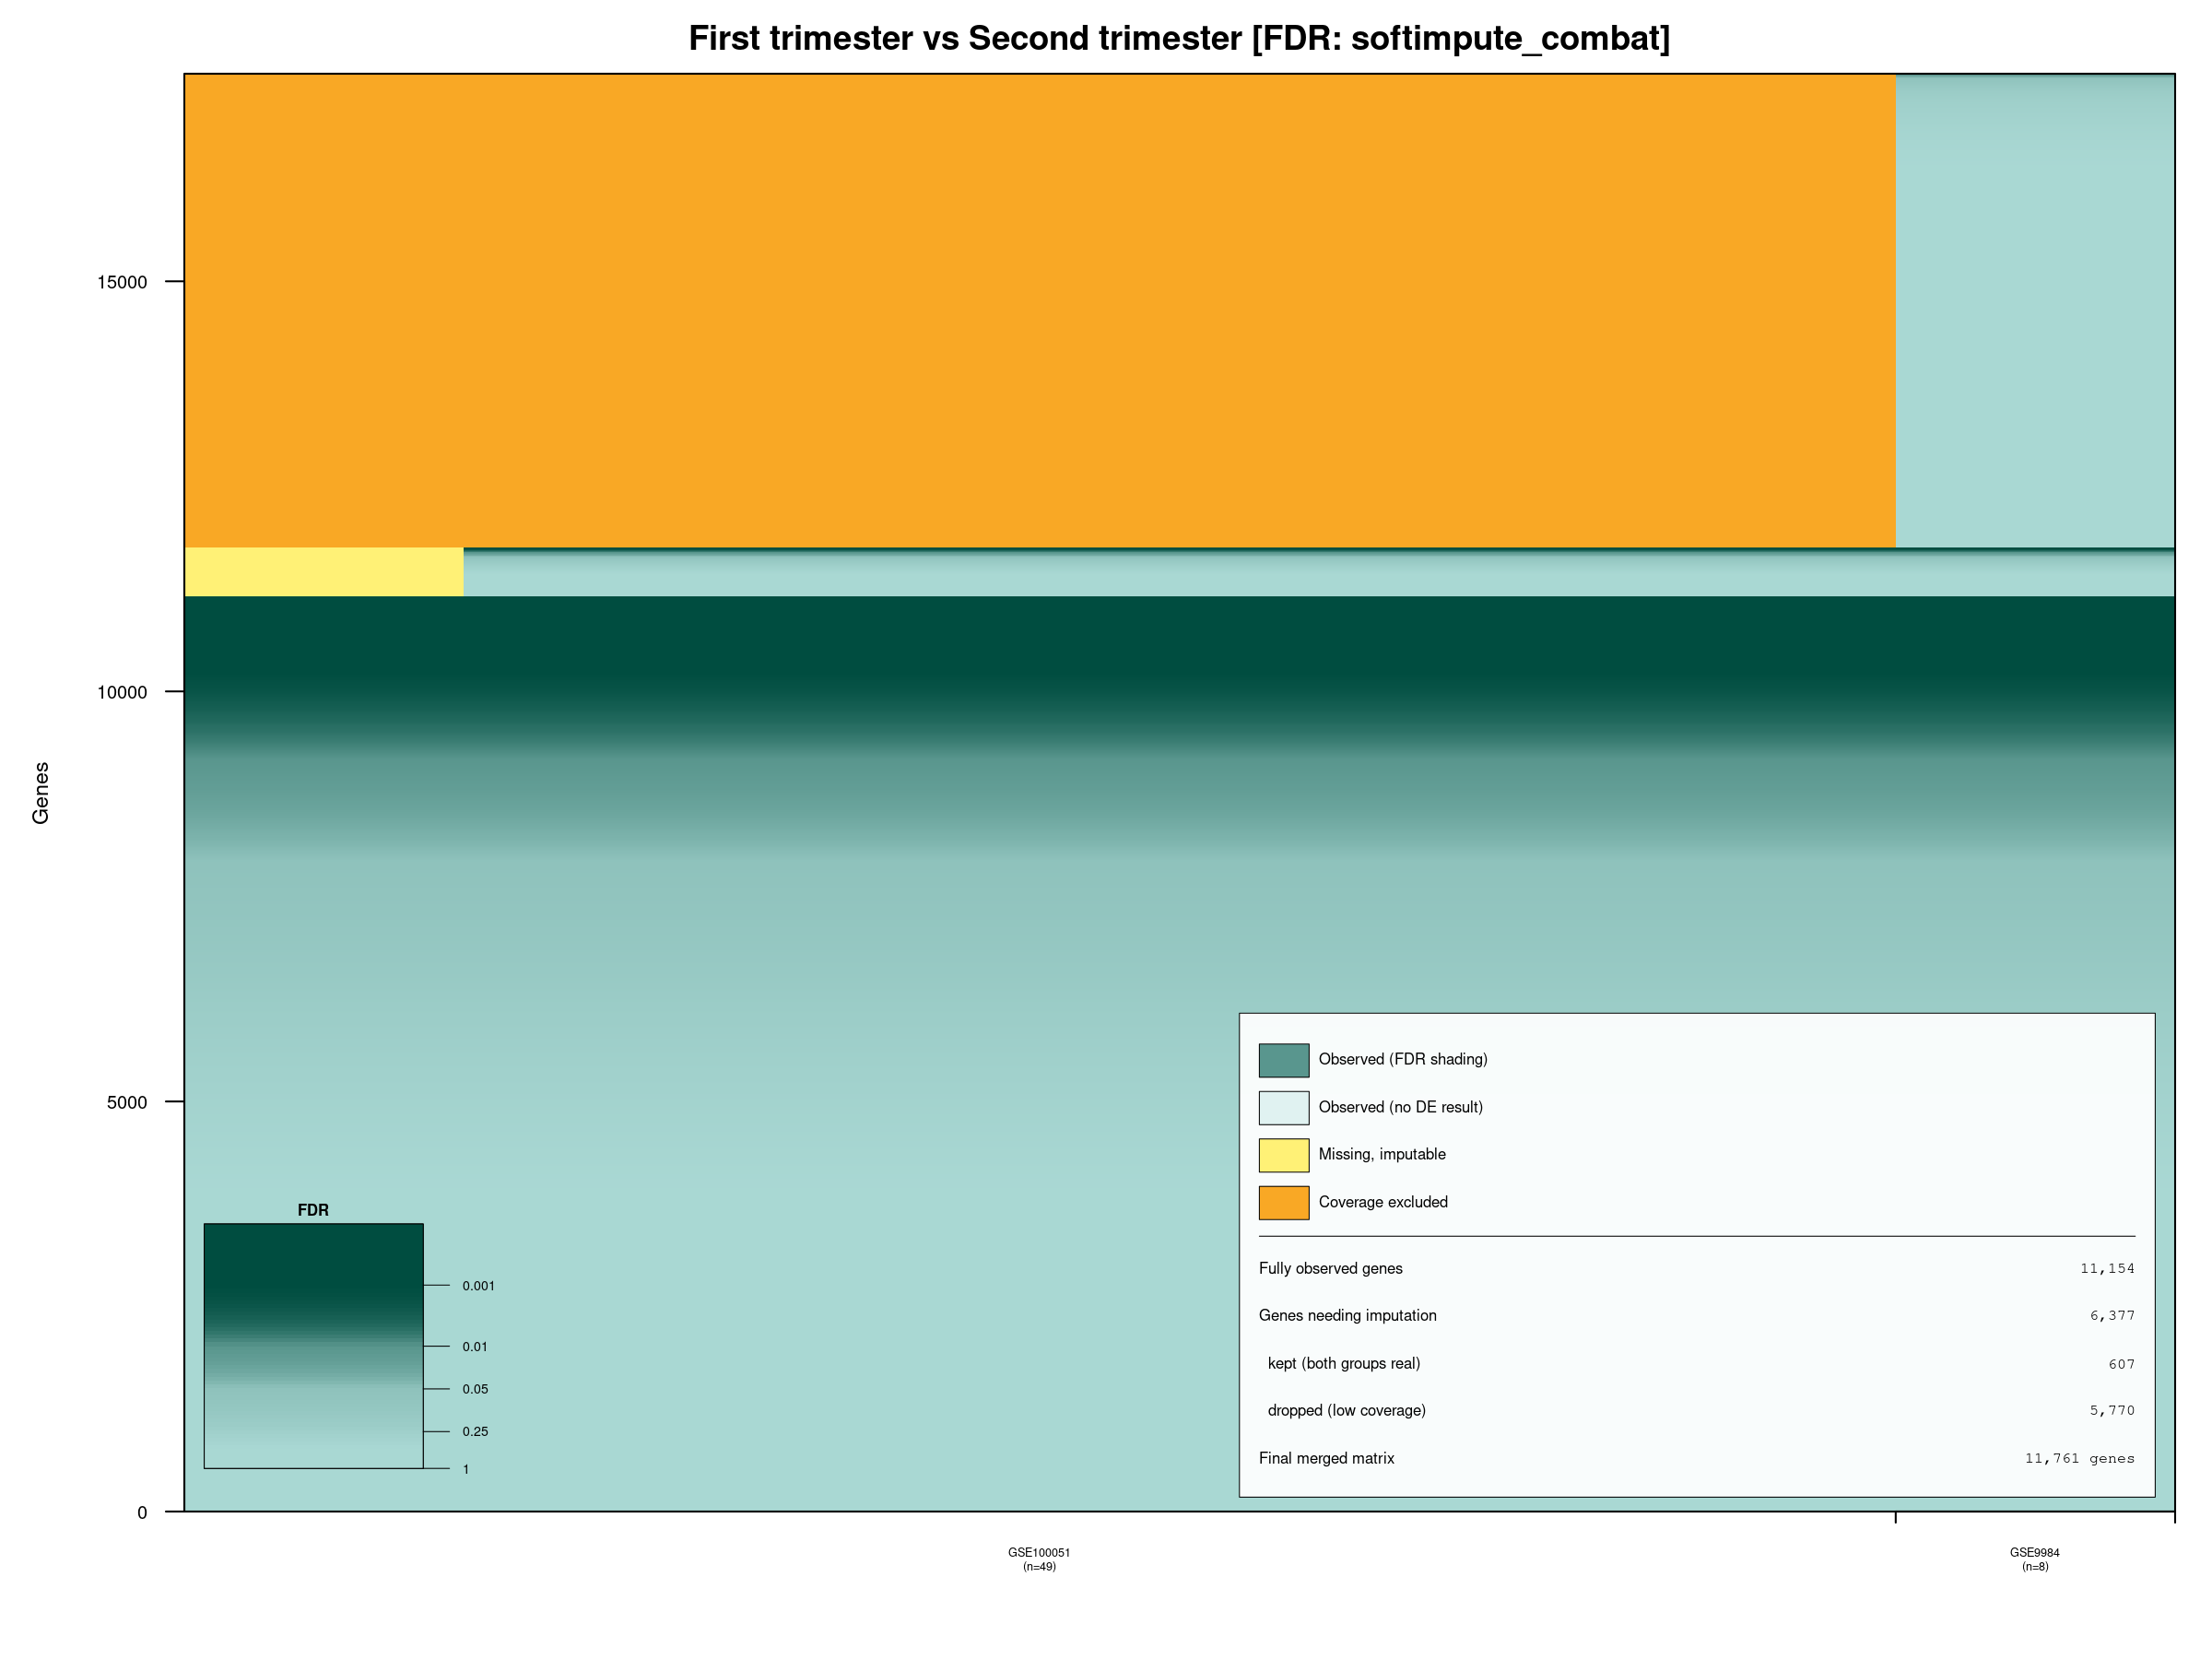 First trimester vs Second trimester [FDR: softimpute_combat]
15000
10000
5000
0
Genes
FDR
0.001
0.01
0.05
0.25
1
Observed (FDR shading)
Observed (no DE result)
Missing, imputable
Coverage excluded
Fully observed genes 11,154
Genes needing imputation 6,377
kept (both groups real) 607
dropped (low coverage) 5,770
Final merged matrix 11,761 genes
GSE100051
(n=49)
GSE9984
(n=8)